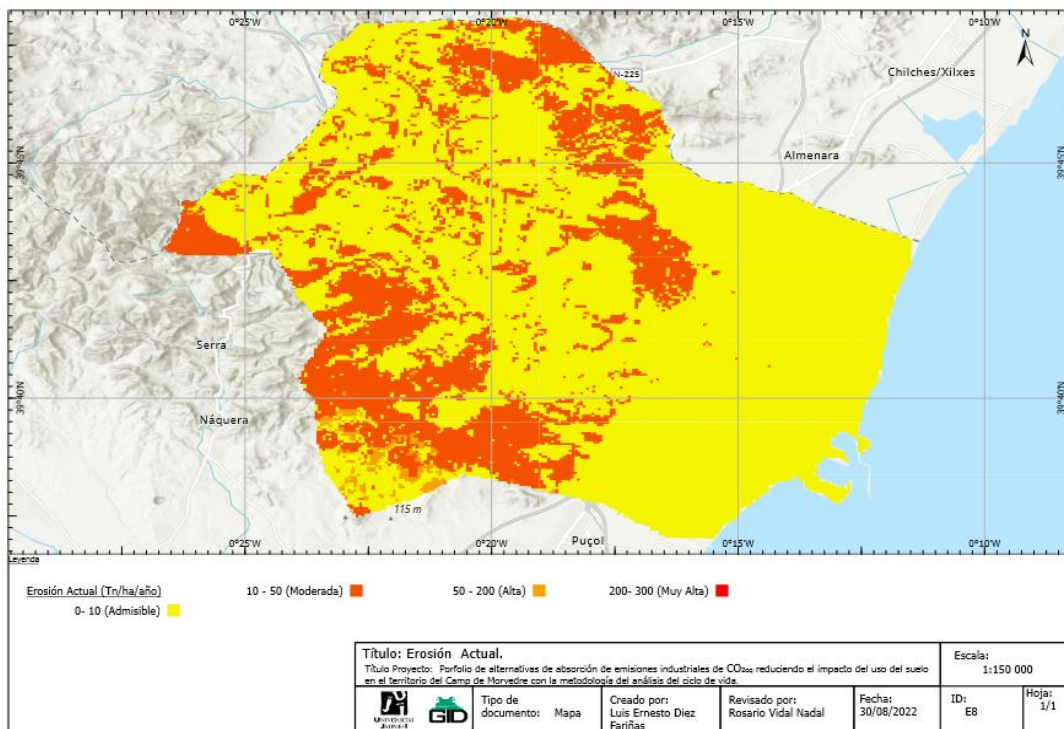 0°25'W
0°20'W
0°15'W
0°10'W
N
N-225
Chilches/Xilxes
Almenara
39°45'N
39°45'N
Serra
39°40'N
39°40'N
Náquera
115 m
Puçol
0°25'W
0°20'W
0°15'W
0°10'W
Leyenda
Erosión Actual (Tn/ha/año)
0- 10 (Admisible)
10 - 50 (Moderada)
50 - 200 (Alta)
200- 300 (Muy Alta)
Título: Erosión Actual.
Título Proyecto: Porfolio de alternativas de absorción de emisiones industriales de CO₂eq reduciendo el impacto del uso del suelo
en el territorio del Camp de Morvedre con la metodología del análisis del ciclo de vida.
Escala:
1:150 000
UNIVERSITAT
JAUME·I
GID
Tipo de
documento: Mapa
Creado por:
Luis Ernesto Diez
Fariñas
Revisado por:
Rosario Vidal Nadal
Fecha:
30/08/2022
ID:
E8
Hoja:
1/1